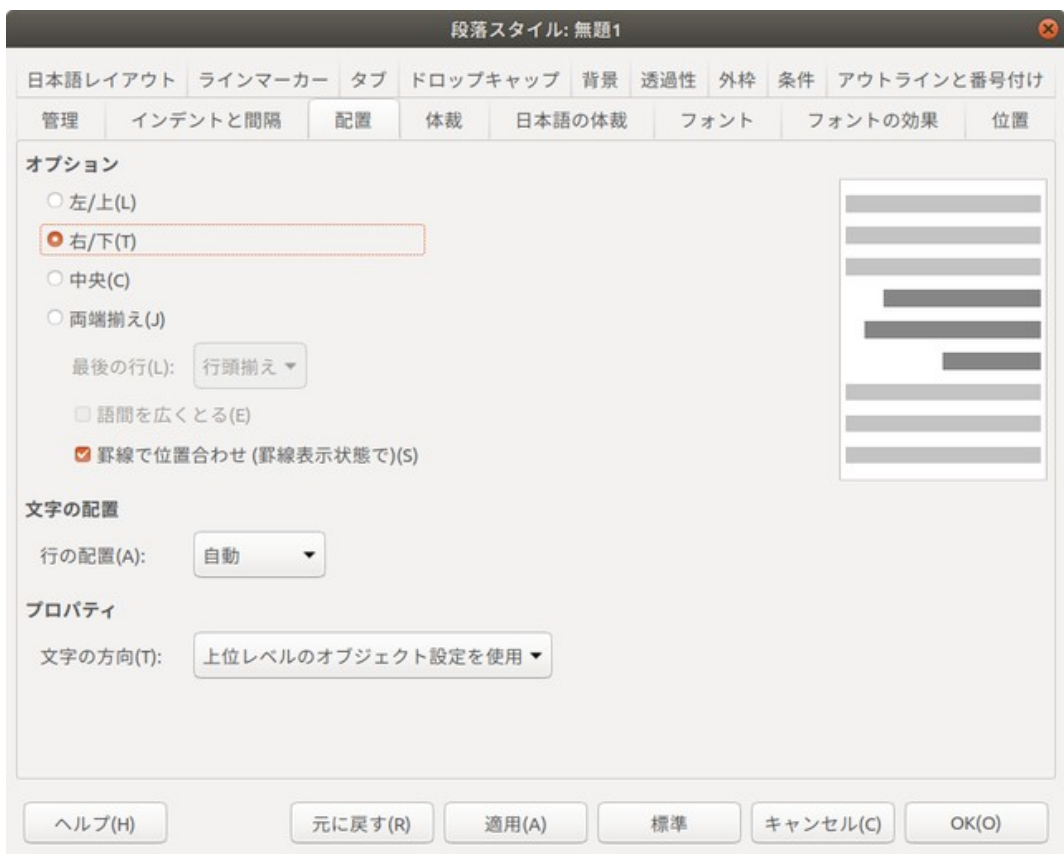 段落スタイル: 無題1
日本語レイアウト ラインマーカー タブ ドロップキャップ 背景 透過性 外枠 条件 アウトラインと番号付け
管理 インデントと間隔 配置 体裁 日本語の体裁 フォント フォントの効果 位置
オプション
左/上(L)
右/下(T)
中央(C)
両端揃え(J)
最後の行(L): 行頭揃え
語間を広くとる(E)
罫線で位置合わせ (罫線表示状態で)(S)
文字の配置
行の配置(A): 自動
プロパティ
文字の方向(T): 上位レベルのオブジェクト設定を使用
ヘルプ(H) 元に戻す(R) 適用(A) 標準 キャンセル(C) OK(O)